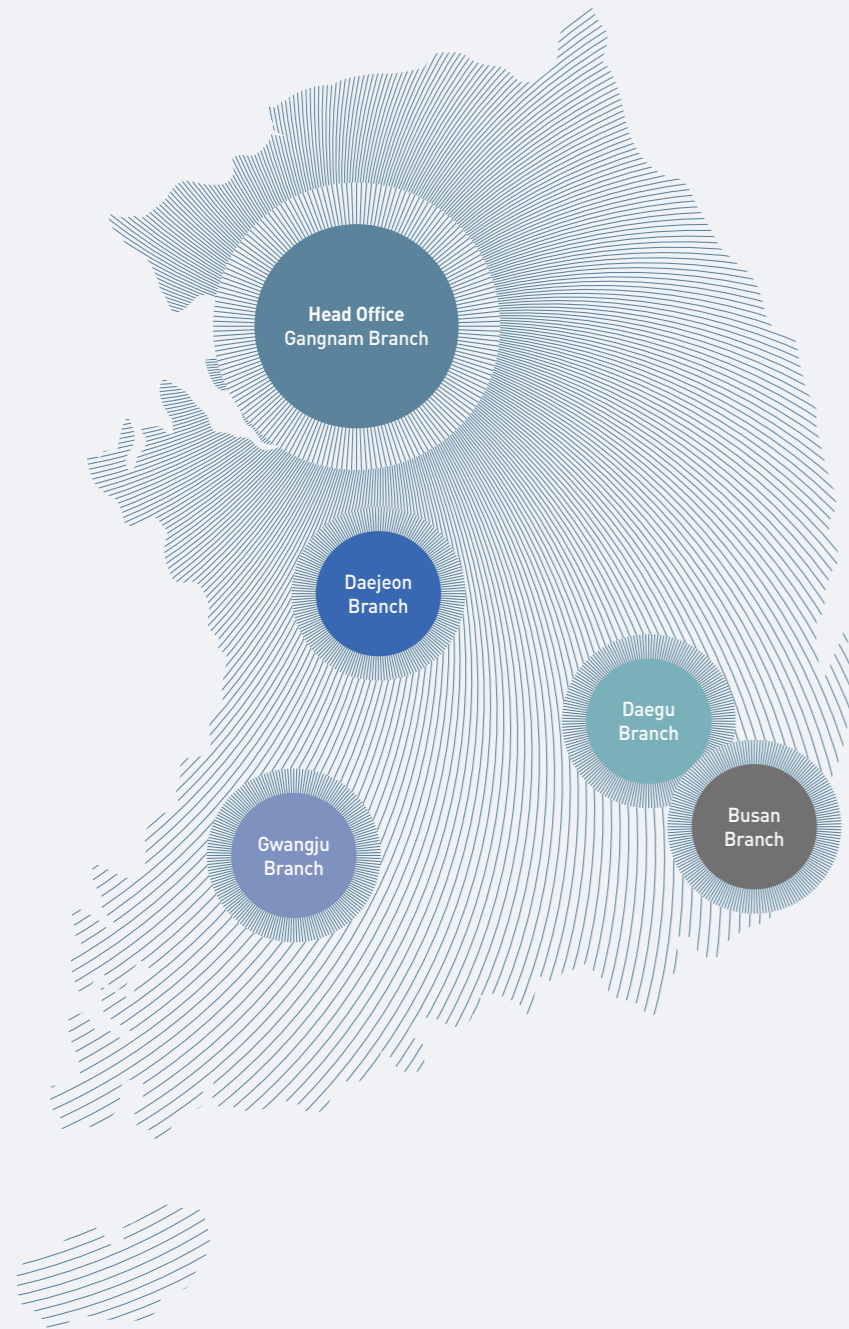 Head Office
Gangnam Branch
Daejeon
Branch
Daegu
Branch
Busan
Branch
Gwangju
Branch